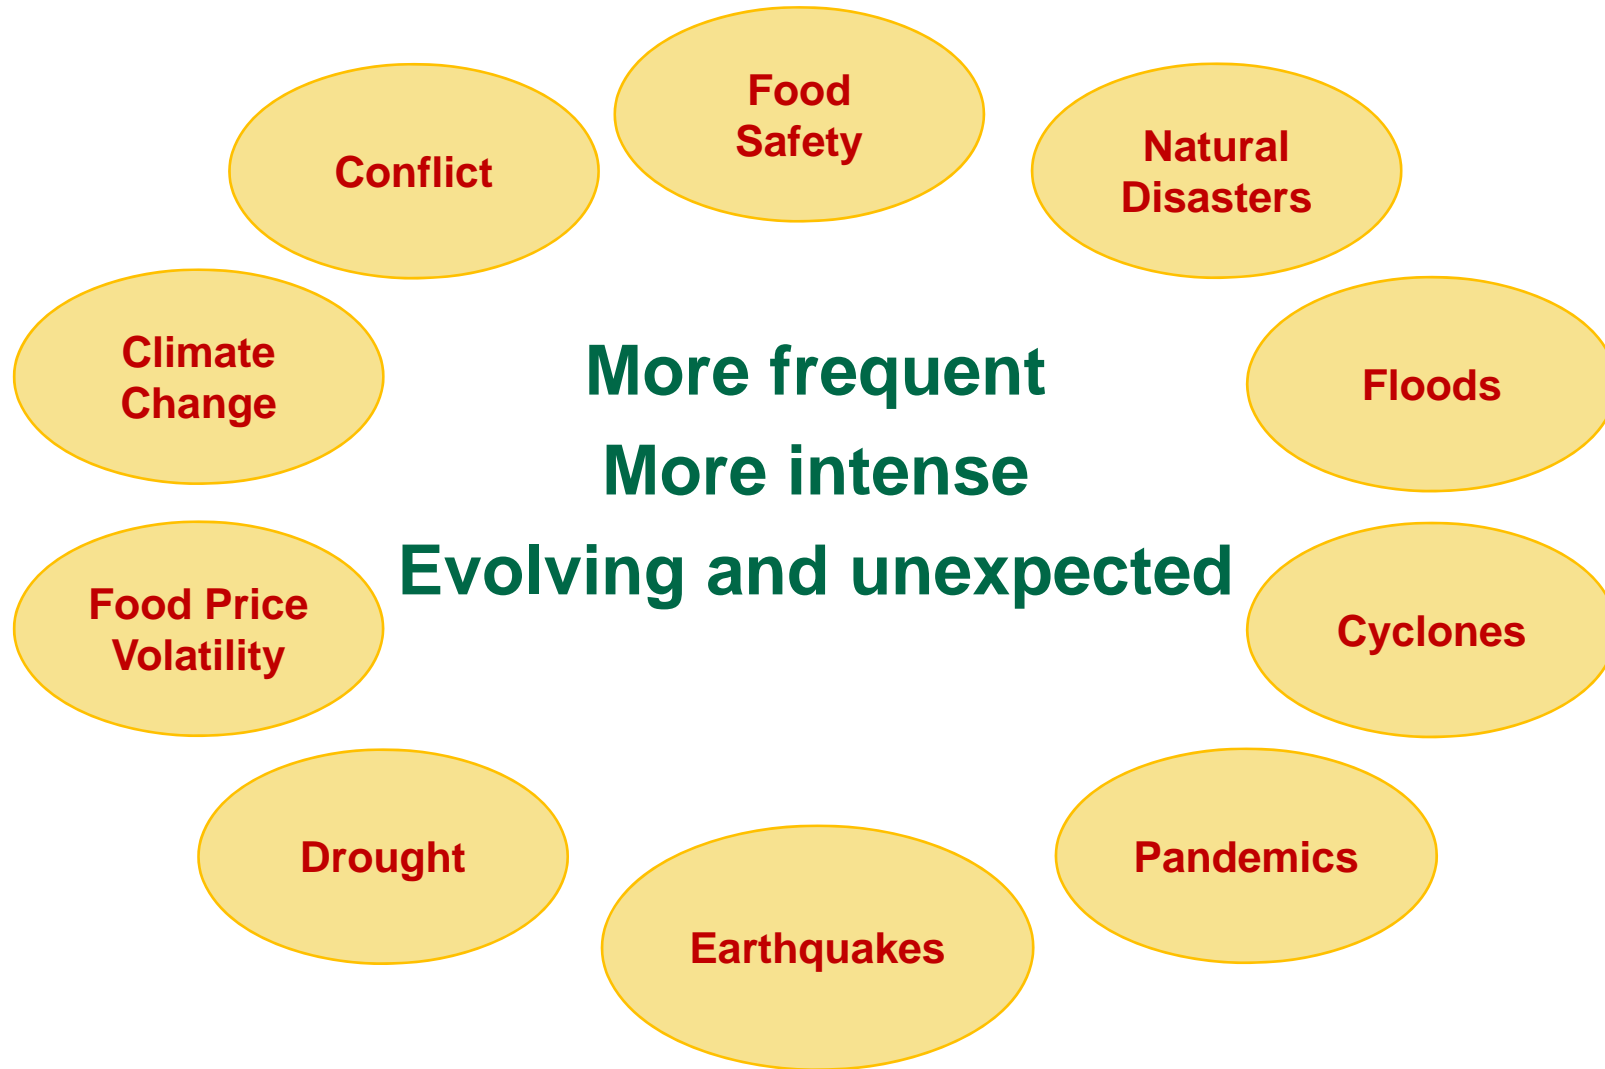 Food
Safety
Natural
Disasters
Conflict
Climate
Change
Floods
More frequent
More intense
Evolving and unexpected
Food Price
Volatility
Cyclones
Drought
Pandemics
Earthquakes